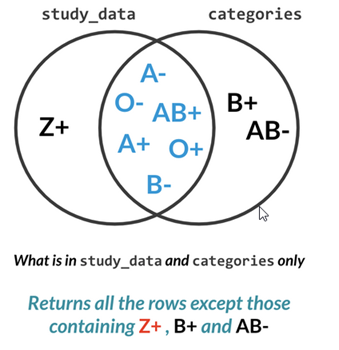 study_data categories
A-
O- AB+ B+
Z+ AB-
A+ O+
B-
What is in study_data and categories only
Returns all the rows except those
containing Z+ , B+ and AB-